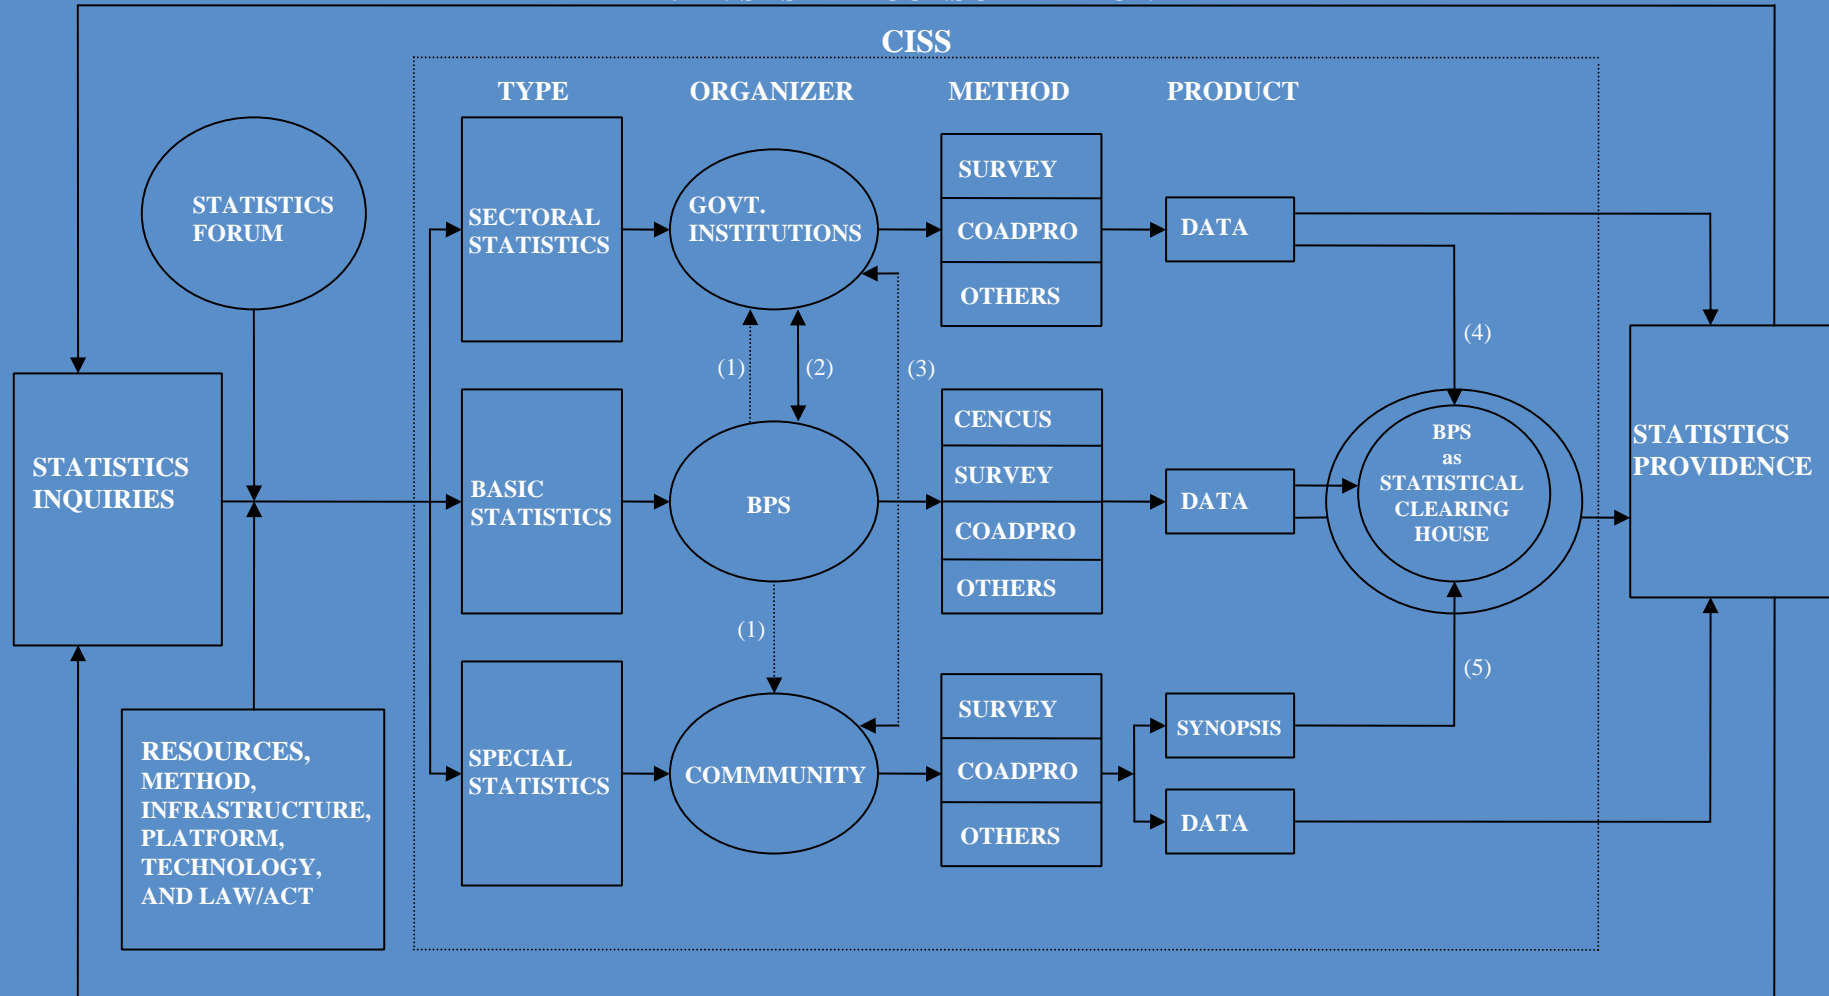 CISS
TYPE
ORGANIZER
METHOD
PRODUCT
STATISTICS
FORUM
SECTORAL
STATISTICS
GOVT.
INSTITUTIONS
SURVEY
COADPRO
OTHERS
DATA
(1)
(2)
(3)
(4)
STATISTICS
INQUIRIES
BASIC
STATISTICS
BPS
CENCUS
SURVEY
COADPRO
OTHERS
DATA
BPS
as
STATISTICAL
CLEARING
HOUSE
STATISTICS
PROVIDENCE
(1)
(5)
RESOURCES,
METHOD,
INFRASTRUCTURE,
PLATFORM,
TECHNOLOGY,
AND LAW/ACT
SPECIAL
STATISTICS
COMMMUNITY
SURVEY
COADPRO
OTHERS
SYNOPSIS
DATA